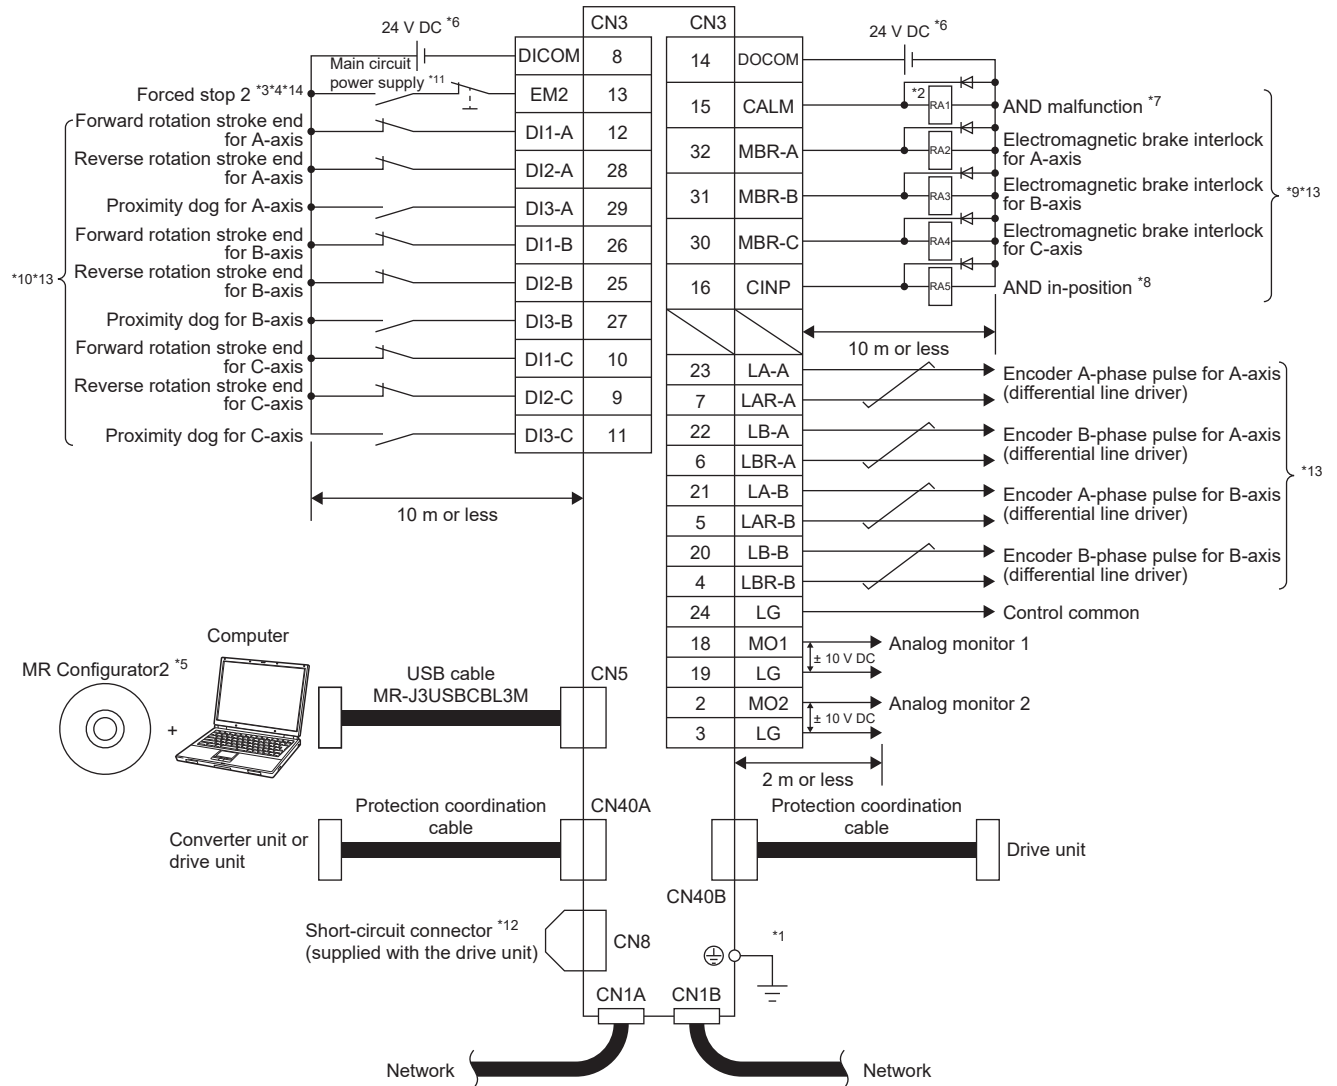 CN3
CN3
24 V DC *6
DICOM 8
Main circuit
power supply *11
Forced stop 2 *3*4*14
EM2 13
Forward rotation stroke end
for A-axis
DI1-A 12
Reverse rotation stroke end
for A-axis
DI2-A 28
Proximity dog for A-axis
DI3-A 29
Forward rotation stroke end
for B-axis
DI1-B 26
*10*13
Reverse rotation stroke end
for B-axis
DI2-B 25
Proximity dog for B-axis
DI3-B 27
Forward rotation stroke end
for C-axis
DI1-C 10
Reverse rotation stroke end
for C-axis
DI2-C 9
Proximity dog for C-axis
DI3-C 11
10 m or less
24 V DC *6
14 DOCOM
15 CALM
*2
RA1
AND malfunction *7
32 MBR-A
RA2
Electromagnetic brake interlock
for A-axis
31 MBR-B
RA3
Electromagnetic brake interlock
for B-axis
*9*13
30 MBR-C
RA4
Electromagnetic brake interlock
for C-axis
16 CINP
RA5
AND in-position *8
10 m or less
23 LA-A
7 LAR-A
Encoder A-phase pulse for A-axis
(differential line driver)
22 LB-A
6 LBR-A
Encoder B-phase pulse for A-axis
(differential line driver)
*13
21 LA-B
5 LAR-B
Encoder A-phase pulse for B-axis
(differential line driver)
20 LB-B
4 LBR-B
Encoder B-phase pulse for B-axis
(differential line driver)
24 LG
Control common
18 MO1
Analog monitor 1
± 10 V DC
19 LG
2 MO2
Analog monitor 2
± 10 V DC
3 LG
2 m or less
Computer
MR Configurator2 *5
+
USB cable
MR-J3USBCBL3M
CN5
Protection coordination
cable
CN40A
Converter unit or
drive unit
Protection coordination
cable
Drive unit
CN40B
Short-circuit connector *12
(supplied with the drive unit)
CN8
*1
CN1A
CN1B
Network
Network